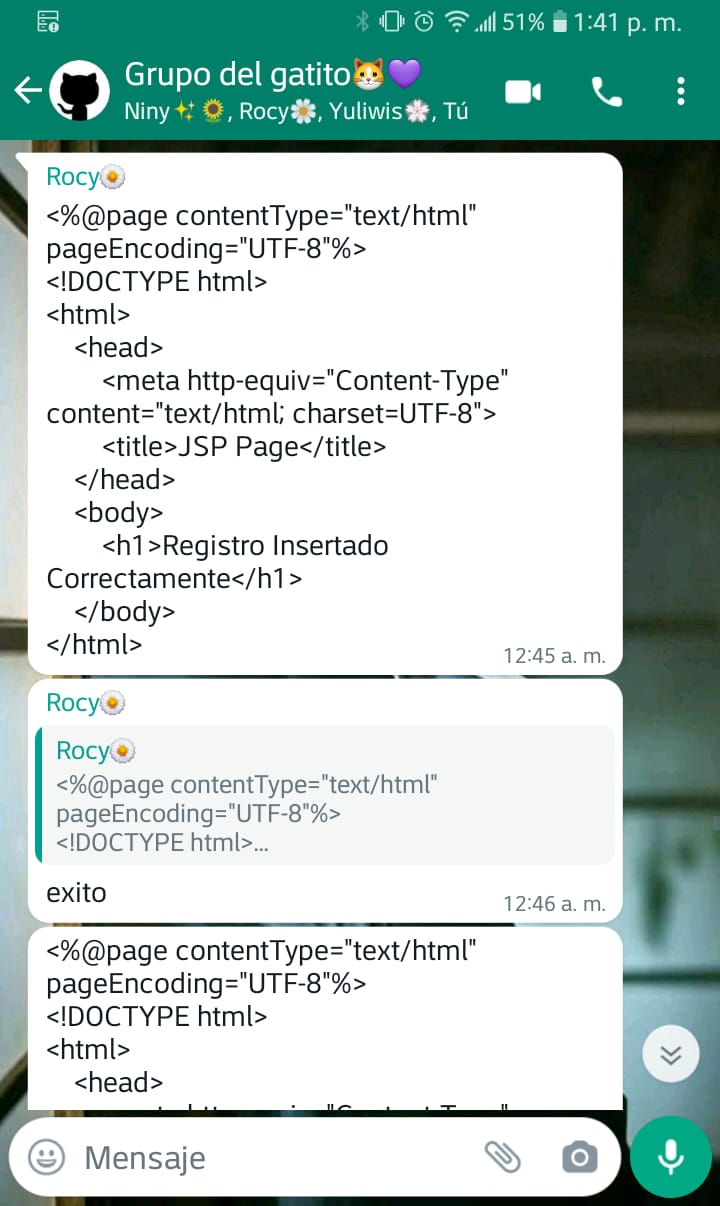 51% 1:41 p. m.
Grupo del gatito🐱💜
Niny✨🌻, Rocy🌼, Yuliwis🌸, Tú
Rocy🌼
<%@page contentType="text/html"
pageEncoding="UTF-8"%>
<!DOCTYPE html>
<html>
<head>
<meta http-equiv="Content-Type"
content="text/html; charset=UTF-8">
<title>JSP Page</title>
</head>
<body>
<h1>Registro Insertado
Correctamente</h1>
</body>
</html>
12:45 a. m.
Rocy🌼
Rocy🌼
<%@page contentType="text/html"
pageEncoding="UTF-8"%>
<!DOCTYPE html>...
exito
12:46 a. m.
<%@page contentType="text/html"
pageEncoding="UTF-8"%>
<!DOCTYPE html>
<html>
<head>
Mensaje